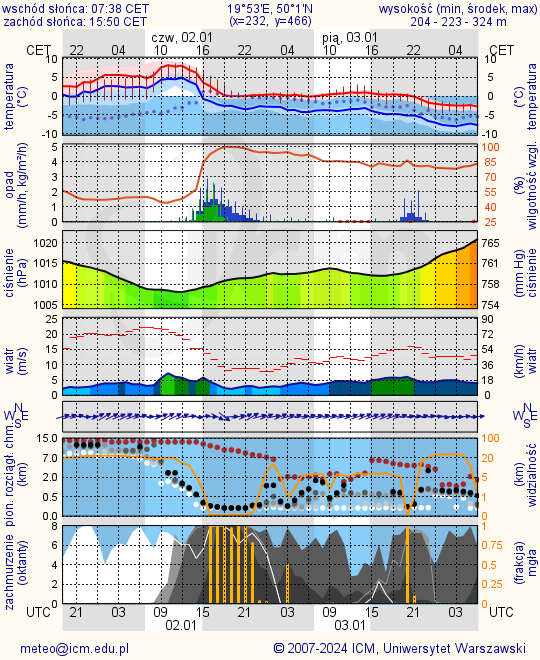 wschód słońca: 07:38 CET 19°53'E, 50°1'N wysokość (min, środek, max)
zachód słońca: 15:50 CET (x=232, y=466) 204 - 223 - 324 m
czw, 02.01 pią, 03.01
CET 22 04 10 16 22 04 10 16 22 04 CET
temperatura (°C)
10 5 0 -5 -10
10 5 0 -5 -10
temperatura (°C)
opad (mm/h, kg/m²/h)
5 4 3 2 1 0
100 85 70 55 40 25
(%) wilgotność wzgl.
ciśnienie (hPa)
1020 1015 1010 1005
765 761 758 754
(mm Hg) ciśnienie
wiatr (m/s)
25 20 15 10 5 0
90 72 54 36 18 0
(km/h) wiatr
N W E S
N W E S
pion. rozciągł. chm. (km)
15.0 7.0 2.0 0.5 0.0
100 20 5 1 0
(km) widzialność
zachmurzenie (oktanty)
8 6 4 2 0
1 0.75 0.5 0.25 0
(frakcja) mgła
UTC 21 03 09 15 21 03 09 15 21 03 UTC
02.01 03.01
meteo@icm.edu.pl © 2007-2024 ICM, Uniwersytet Warszawski